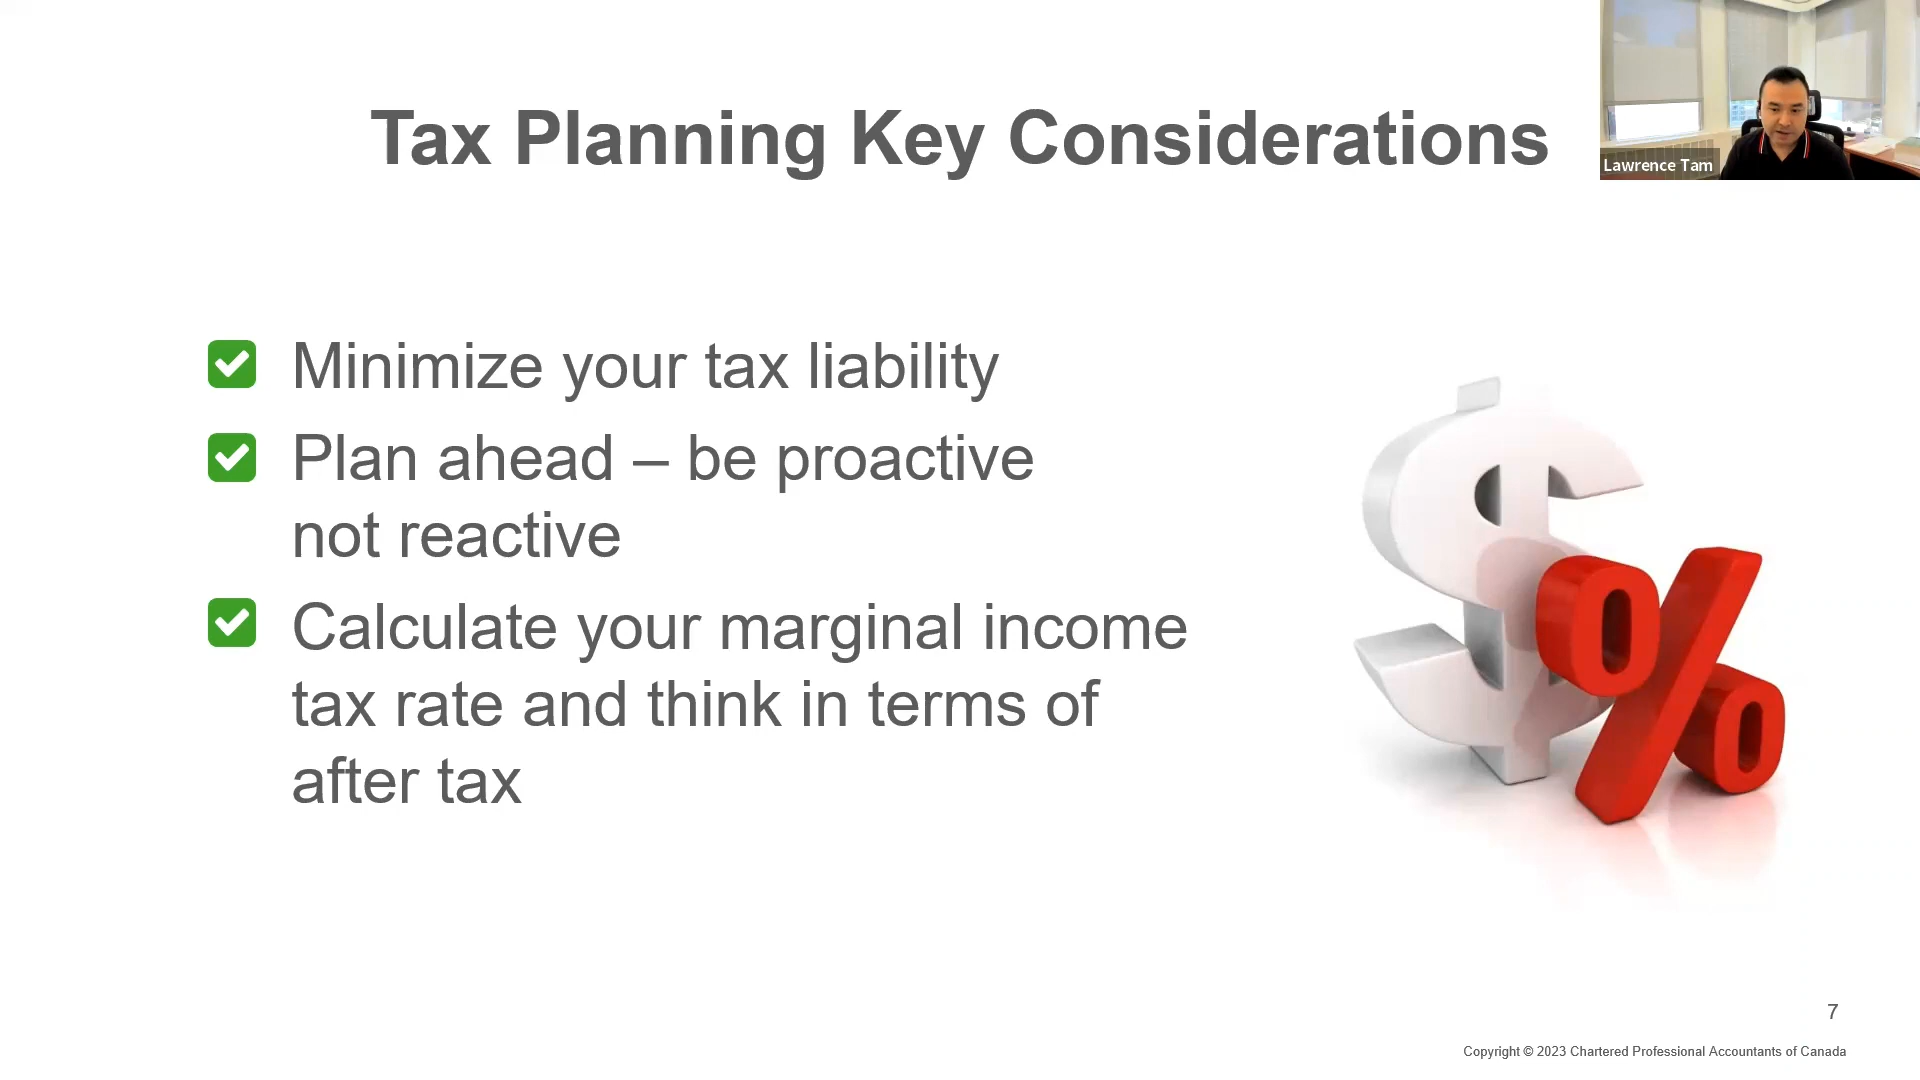 Tax Planning Key Considerations
Lawrence Tam
Minimize your tax liability
Plan ahead – be proactive
not reactive
Calculate your marginal income
tax rate and think in terms of
after tax
$%
7
Copyright © 2023 Chartered Professional Accountants of Canada